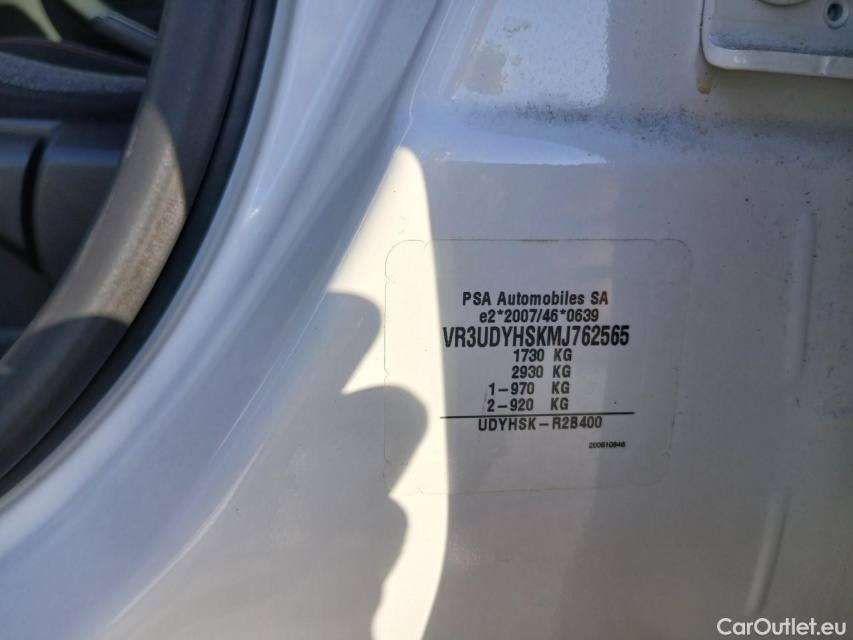 PSA Automobiles SA
e2*2007/46*0639
VR3UDYHSKMJ762565
1730 KG
2930 KG
1-970 KG
2-920 KG
UDYHSK-R2B400
200610846
CarOutlet.eu